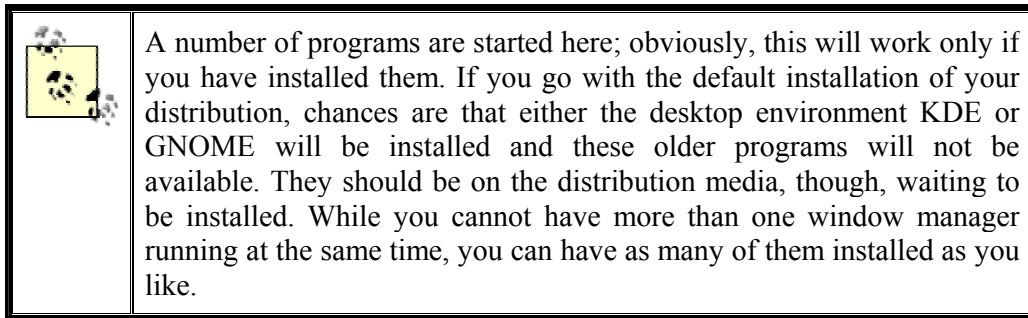 A number of programs are started here; obviously, this will work only if
you have installed them. If you go with the default installation of your
distribution, chances are that either the desktop environment KDE or
GNOME will be installed and these older programs will not be
available. They should be on the distribution media, though, waiting to
be installed. While you cannot have more than one window manager
running at the same time, you can have as many of them installed as you
like.